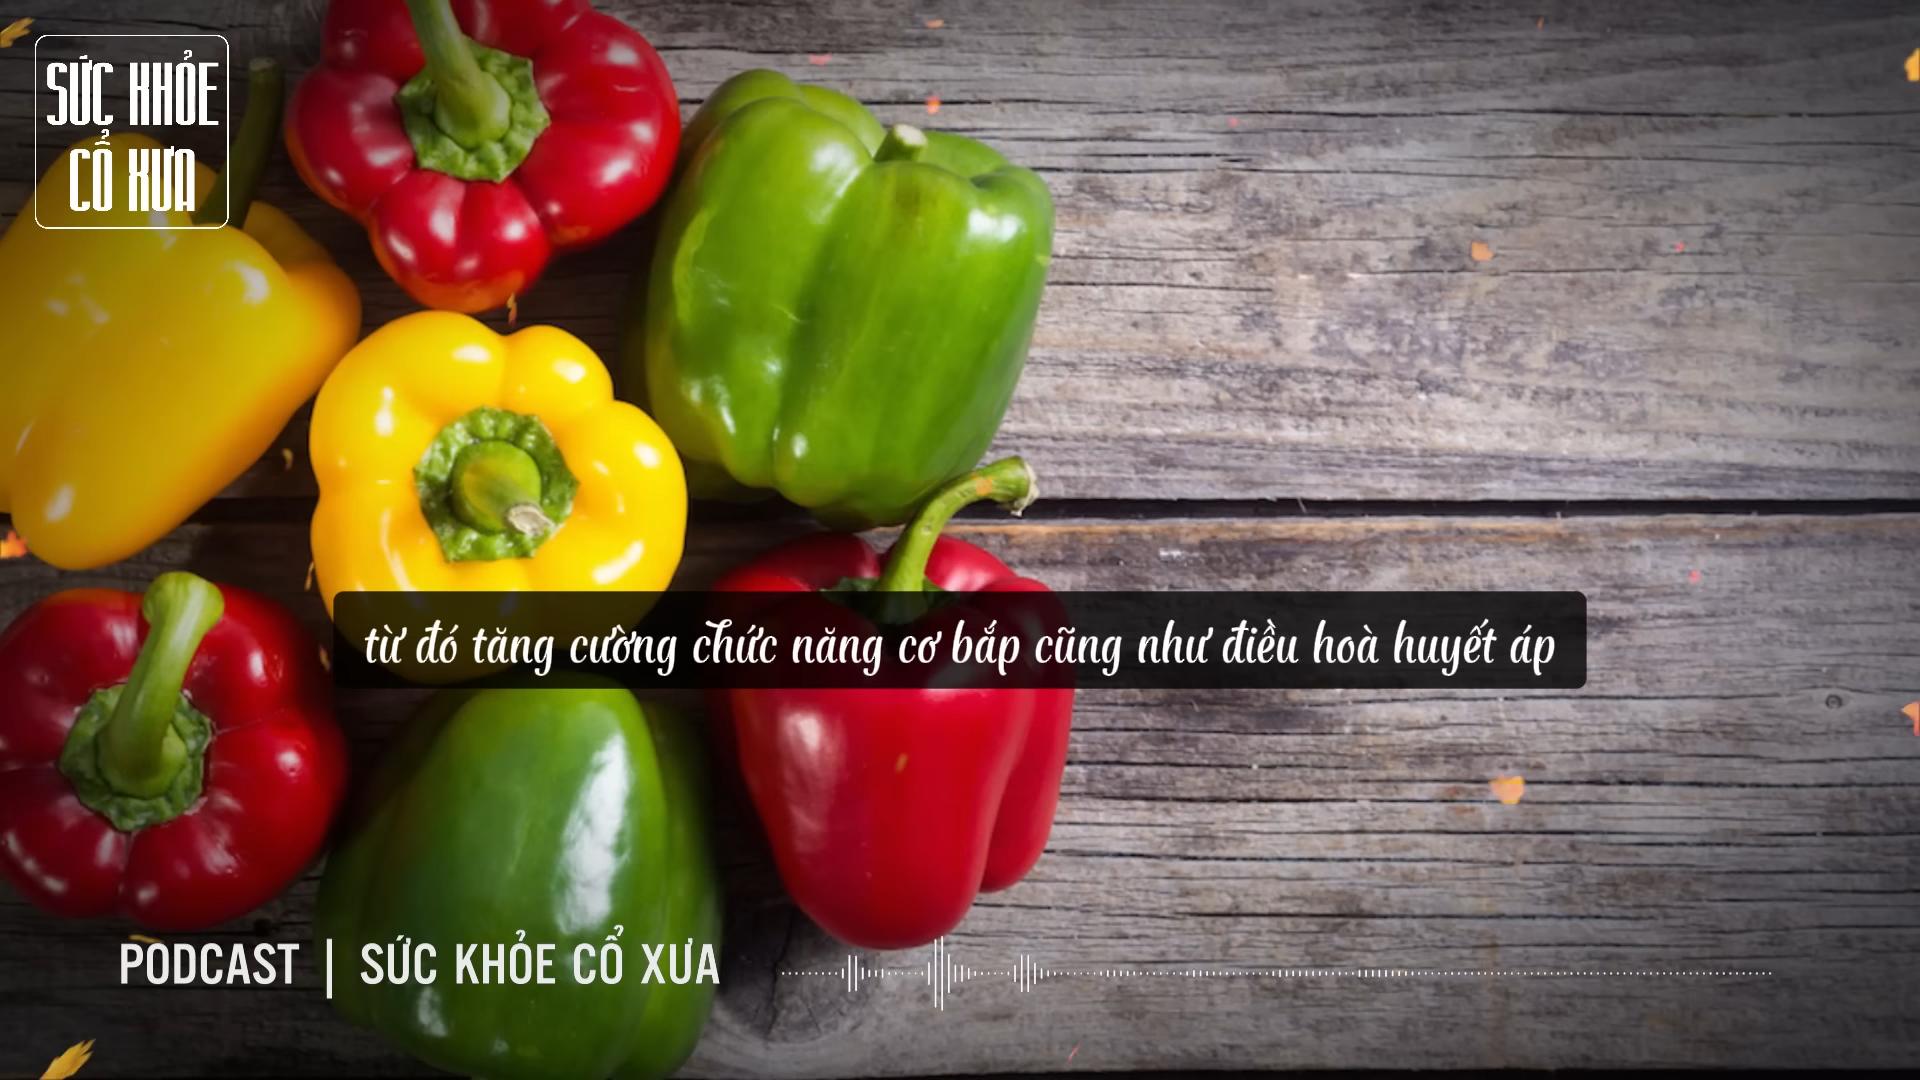 SỨC KHỎE
CỔ XƯA
từ đó tăng cường chức năng cơ bắp cũng như điều hoà huyết áp
PODCAST | SỨC KHỎE CỔ XƯA